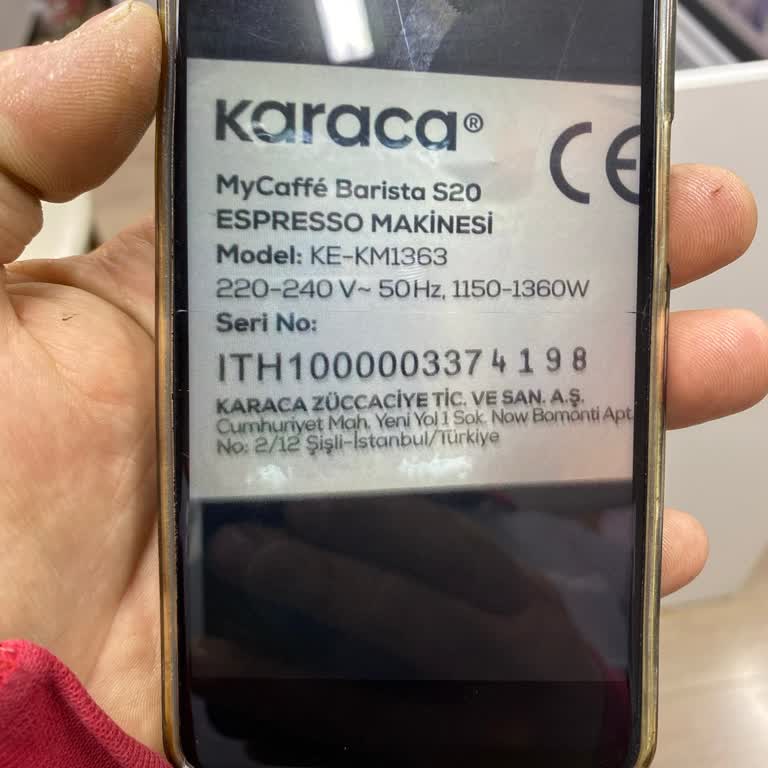 Karaca®
CE
MyCaffé Barista S20
ESPRESSO MAKİNESİ
Model: KE-KM1363
220-240 V~ 50Hz, 1150-1360W
Seri No:
ITH1000003374198
KARACA ZÜCCACİYE TİC. VE SAN. A.Ş.
Cumhuriyet Mah. Yeni Yol 1 Sok. Now Bomonti Apt.
No: 2/12 Şişli-İstanbul/Türkiye